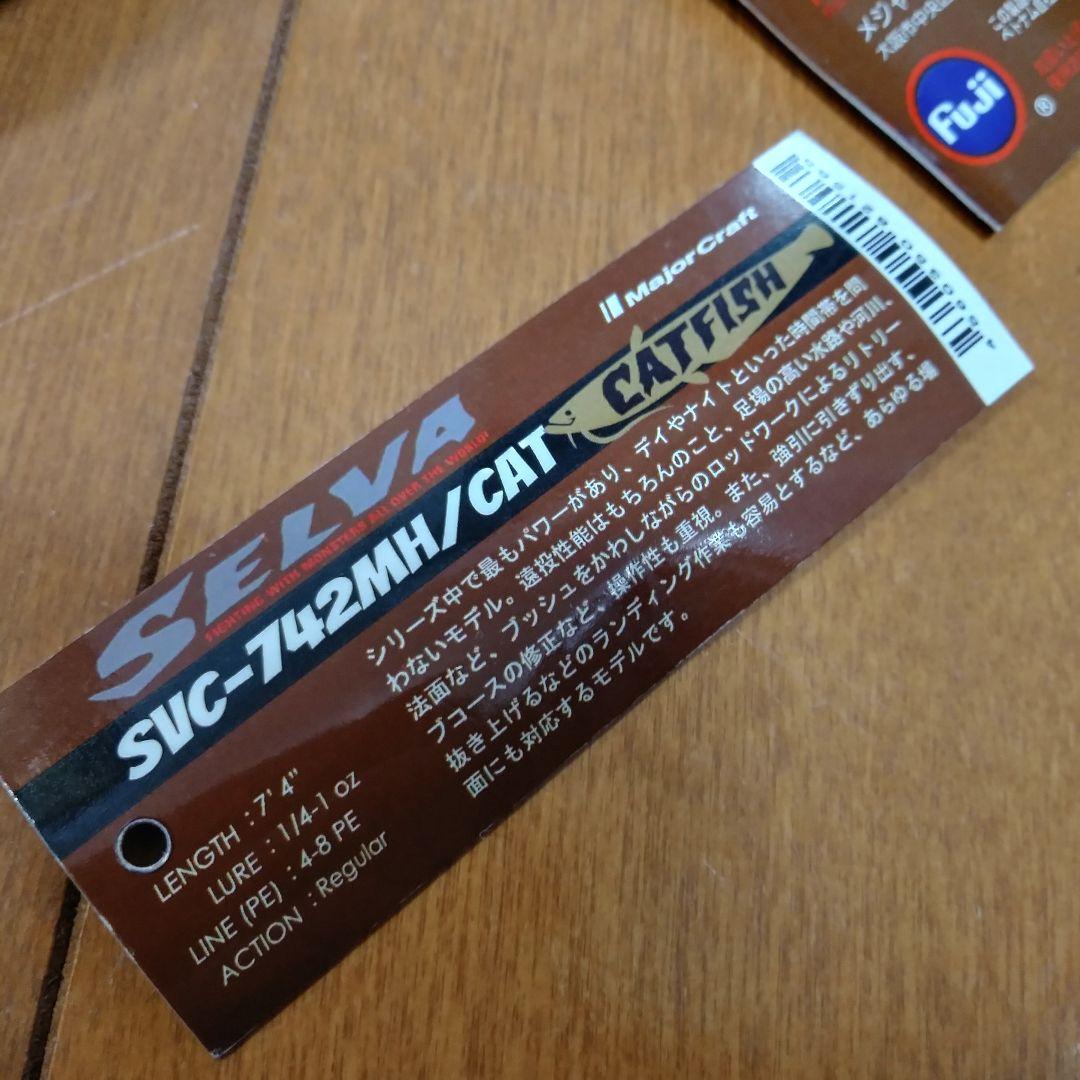 MajorCraft
CATFISH
SELVA
FIGHTING WITH MONSTERS ALL OVER THE WORLD!
SVC-742MH/CAT
シリーズ中で最もパワーがあり、デイやナイトといった時間帯を問
わないモデル。遠投性能はもちろんのこと、足場の高い水路や河川、
法面など、ブッシュをかわしながらのロッドワークによるリトリー
ブコースの修正など、操作性も重視。また、強引に引きずり出す、
抜き上げるなどのランディング作業も容易とするなど、あらゆる場
面にも対応するモデルです。
LENGTH : 7'4"
LURE : 1/4-1 oz
LINE (PE) : 4-8 PE
ACTION : Regular
Fuji
®
メジャ
大阪市中央